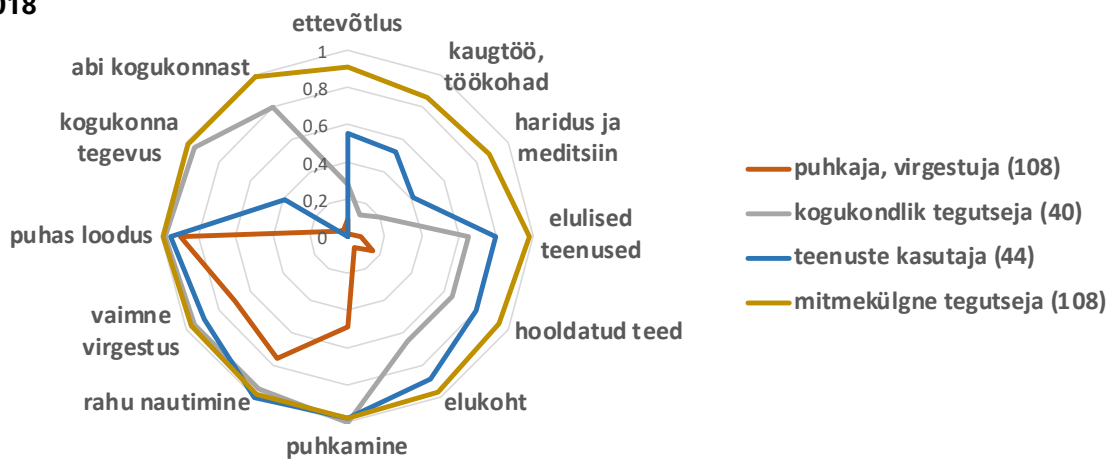 018
ettevõtlus
kaugtöö,
töökohad
haridus ja
meditsiin
elulised
teenused
hooldatud teed
elukoht
puhkamine
rahu nautimine
vaimne
virgestus
puhas loodus
kogukonna
tegevus
abi kogukonnast
1
0,8
0,6
0,4
0,2
0
puhkaja, virgestuja (108)
kogukondlik tegutseja (40)
teenuste kasutaja (44)
mitmekülgne tegutseja (108)